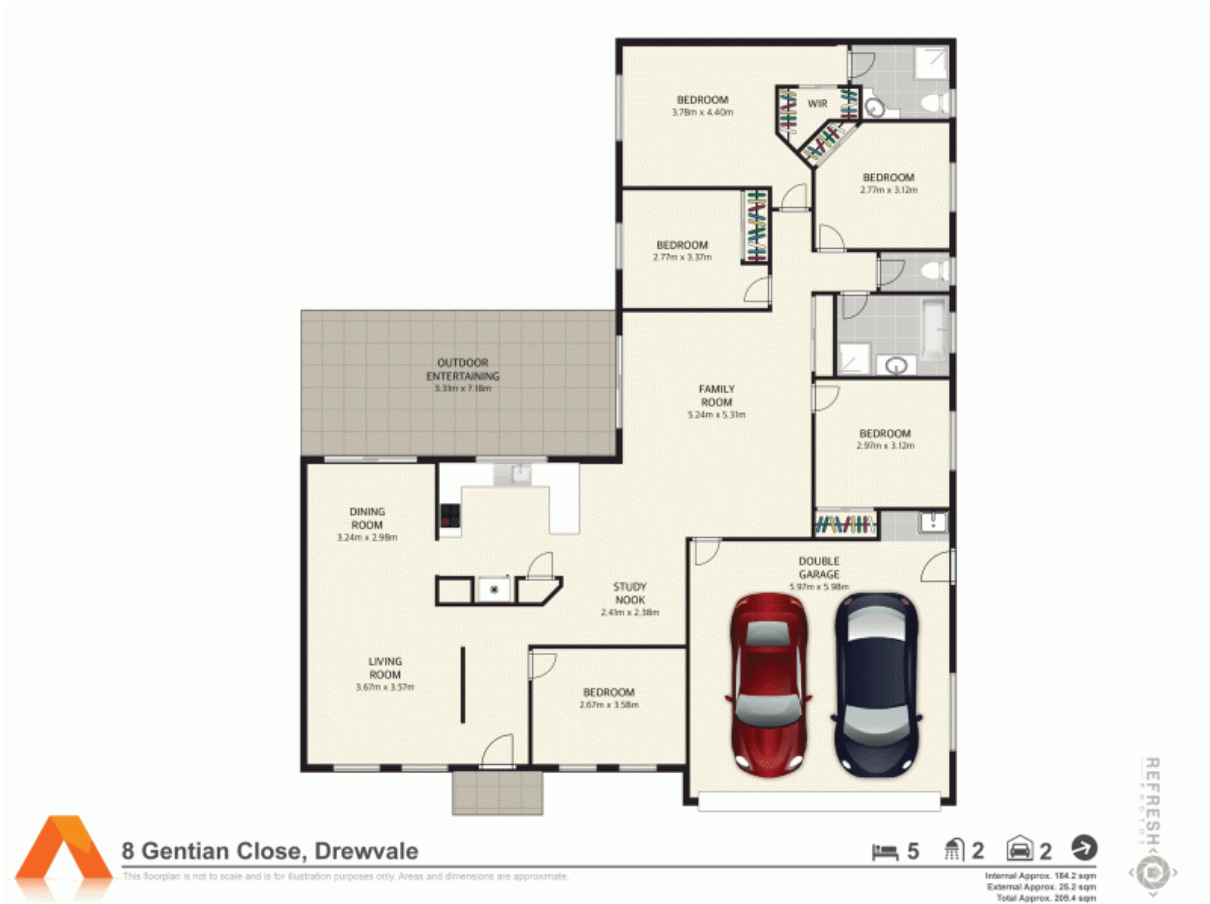 BEDROOM
3.78m x 4.40m
WIR
BEDROOM
2.77m x 3.12m
BEDROOM
2.77m x 3.37m
OUTDOOR
ENTERTAINING
3.31m x 7.18m
FAMILY
ROOM
5.24m x 5.31m
BEDROOM
2.97m x 3.12m
DINING
ROOM
3.24m x 2.98m
DOUBLE
GARAGE
5.97m x 5.98m
STUDY
NOOK
2.41m x 2.38m
LIVING
ROOM
3.67m x 3.57m
BEDROOM
2.67m x 3.58m
REFRESH
PHOTOS
8 Gentian Close, Drewvale
5 2 2
This floorplan is not to scale and is for illustration purposes only. Areas and dimensions are approximate.
Internal Approx. 184.2 sqm
External Approx. 25.2 sqm
Total Approx. 209.4 sqm